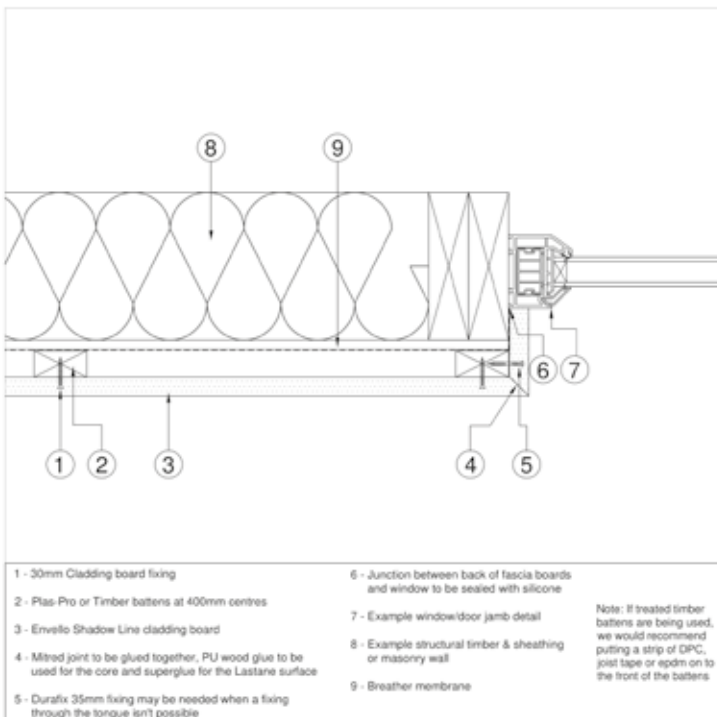 8
9
6
7
1
2
3
4
5
1 - 30mm Cladding board fixing
2 - Plas-Pro or Timber battens at 400mm centres
3 - Envello Shadow Line cladding board
4 - Mitred joint to be glued together, PU wood glue to be
used for the core and superglue for the Lastane surface
5 - Durafix 35mm fixing may be needed when a fixing
through the tongue isn't possible
6 - Junction between back of fascia boards
and window to be sealed with silicone
7 - Example window/door jamb detail
8 - Example structural timber & sheathing
or masonry wall
9 - Breather membrane
Note: If treated timber
battens are being used,
we would recommend
putting a strip of DPC,
joist tape or epdm on to
the front of the battens